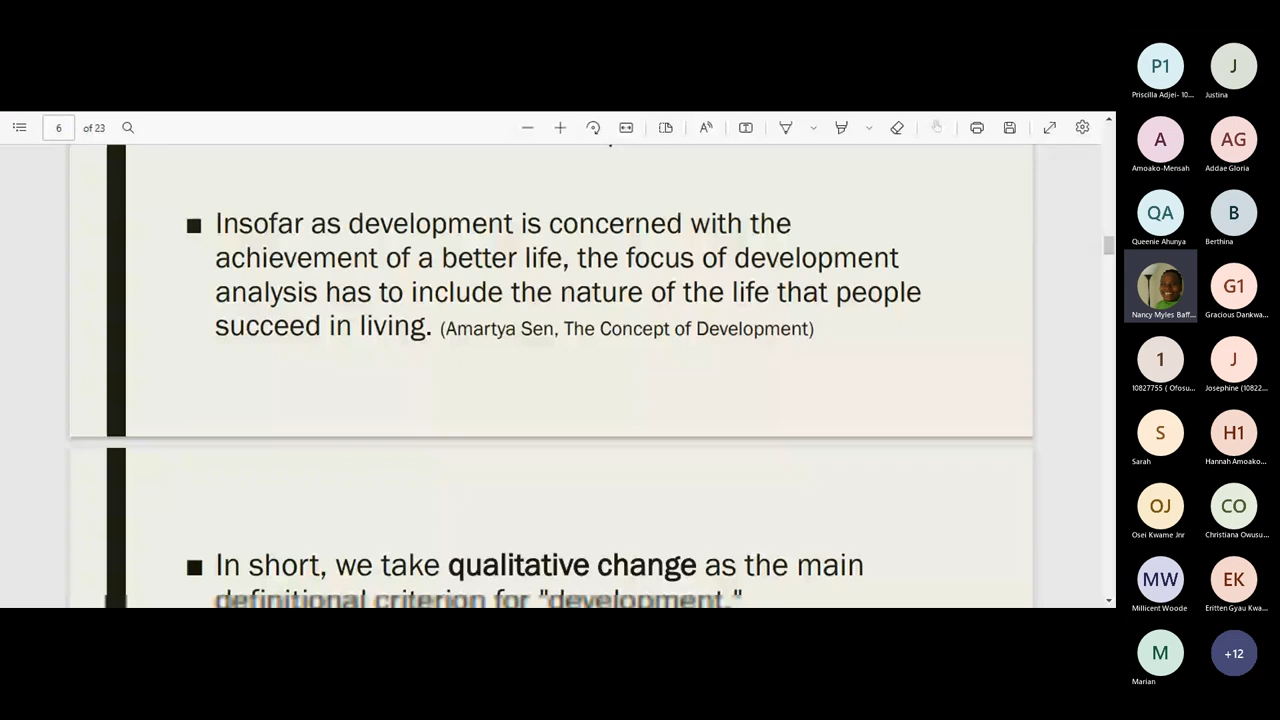 P1
J
Priscilla Adjei- 10...
Justina
6
of 23
A
AG
Amoako-Mensah
Addae Gloria
QA
B
Queenie Ahunya
Berthina
■ Insofar as development is concerned with the
achievement of a better life, the focus of development
analysis has to include the nature of the life that people
succeed in living. (Amartya Sen, The Concept of Development)
G1
Nancy Myles Baff...
Gracious Dankwa...
1
J
10827755 ( Ofosu...
Josephine (10822...
S
H1
Sarah
Hannah Amoako...
OJ
CO
Osei Kwame Jnr
Christiana Owusu...
■ In short, we take qualitative change as the main
definitional criterion for "development."
MW
EK
Millicent Woode
Eritten Gyau Kwa...
M
+12
Marian